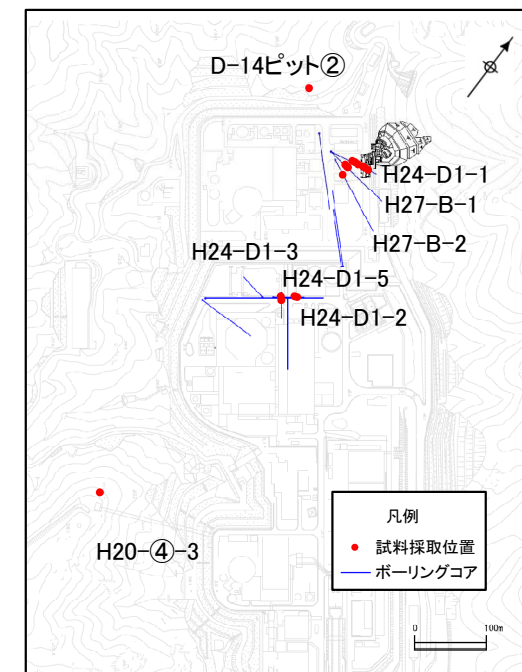 D-14ピット②
H24-D1-1
H27-B-1
H27-B-2
H24-D1-3
H24-D1-5
H24-D1-2
H20-④-3
凡例
試料採取位置
ボーリングコア
0 100m